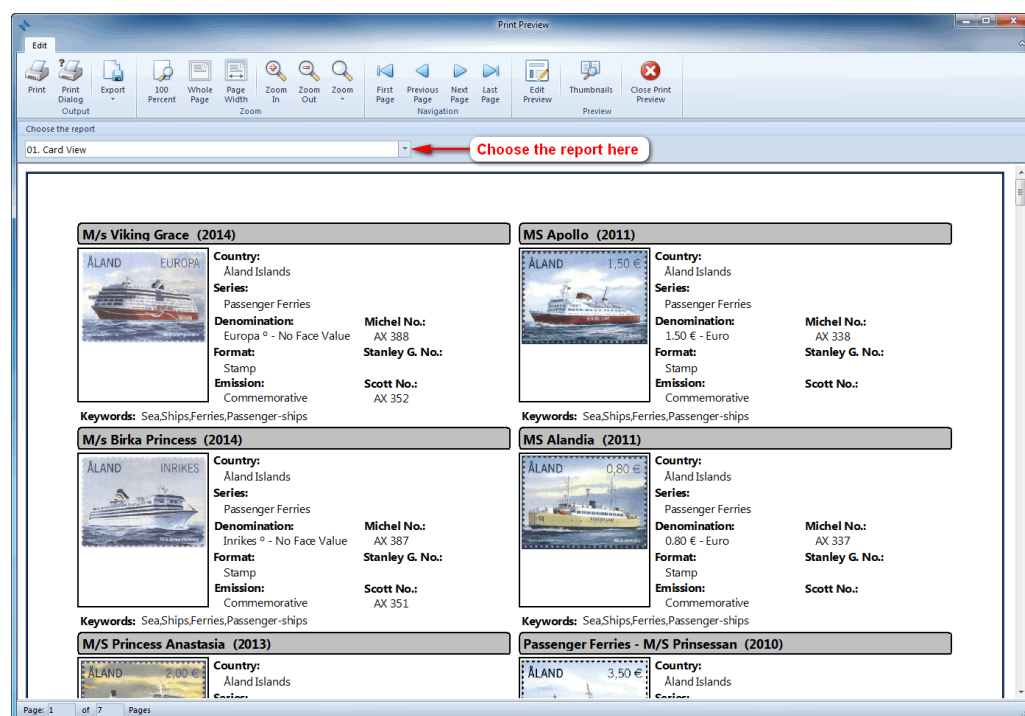 Print Preview
Edit
Print
Print Dialog
Export
100 Percent
Whole Page
Page Width
Zoom In
Zoom Out
Zoom
First Page
Previous Page
Next Page
Last Page
Edit Preview
Thumbnails
Close Print Preview
Output
Zoom
Navigation
Preview
Choose the report
01. Card View
Choose the report here
M/s Viking Grace (2014)
ÅLAND EUROPA
Country:
Åland Islands
Series:
Passenger Ferries
Denomination: Michel No.:
Europa º - No Face Value AX 388
Format: Stanley G. No.:
Stamp
Emission: Scott No.:
Commemorative AX 352
Keywords: Sea,Ships,Ferries,Passenger-ships
MS Apollo (2011)
ÅLAND 1,50 €
VIKING LINE
Country:
Åland Islands
Series:
Passenger Ferries
Denomination: Michel No.:
1.50 € - Euro AX 338
Format: Stanley G. No.:
Stamp
Emission: Scott No.:
Commemorative
Keywords: Sea,Ships,Ferries,Passenger-ships
M/s Birka Princess (2014)
ÅLAND INRIKES
M/S Birka Princess
Country:
Åland Islands
Series:
Passenger Ferries
Denomination: Michel No.:
Inrikes º - No Face Value AX 387
Format: Stanley G. No.:
Stamp
Emission: Scott No.:
Commemorative AX 351
Keywords: Sea,Ships,Ferries,Passenger-ships
MS Alandia (2011)
ÅLAND 0,80 €
Country:
Åland Islands
Series:
Passenger Ferries
Denomination: Michel No.:
0.80 € - Euro AX 337
Format: Stanley G. No.:
Stamp
Emission: Scott No.:
Commemorative
Keywords: Sea,Ships,Ferries,Passenger-ships
M/S Princess Anastasia (2013)
ÅLAND 2,00 €
Country:
Åland Islands
Series:
Passenger Ferries - M/S Prinsessan (2010)
ÅLAND 3,50 €
Country:
Åland Islands
Series:
Page: 1 of 7 Pages